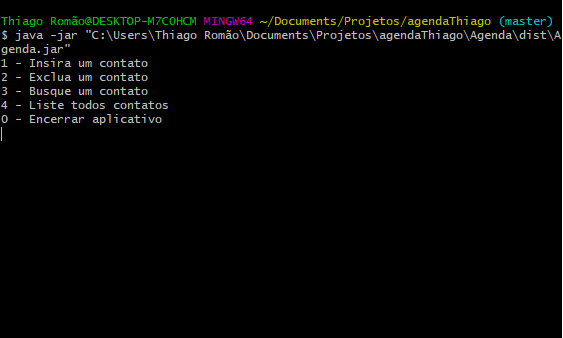 Thiago Romão@DESKTOP-M7COHCM MINGW64 ~/Documents/Projetos/agendaThiago (master)
$ java -jar "C:\Users\Thiago Romão\Documents\Projetos\agendaThiago\Agenda\dist\A
genda.jar"
1 - Insira um contato
2 - Exclua um contato
3 - Busque um contato
4 - Liste todos contatos
0 - Encerrar aplicativo